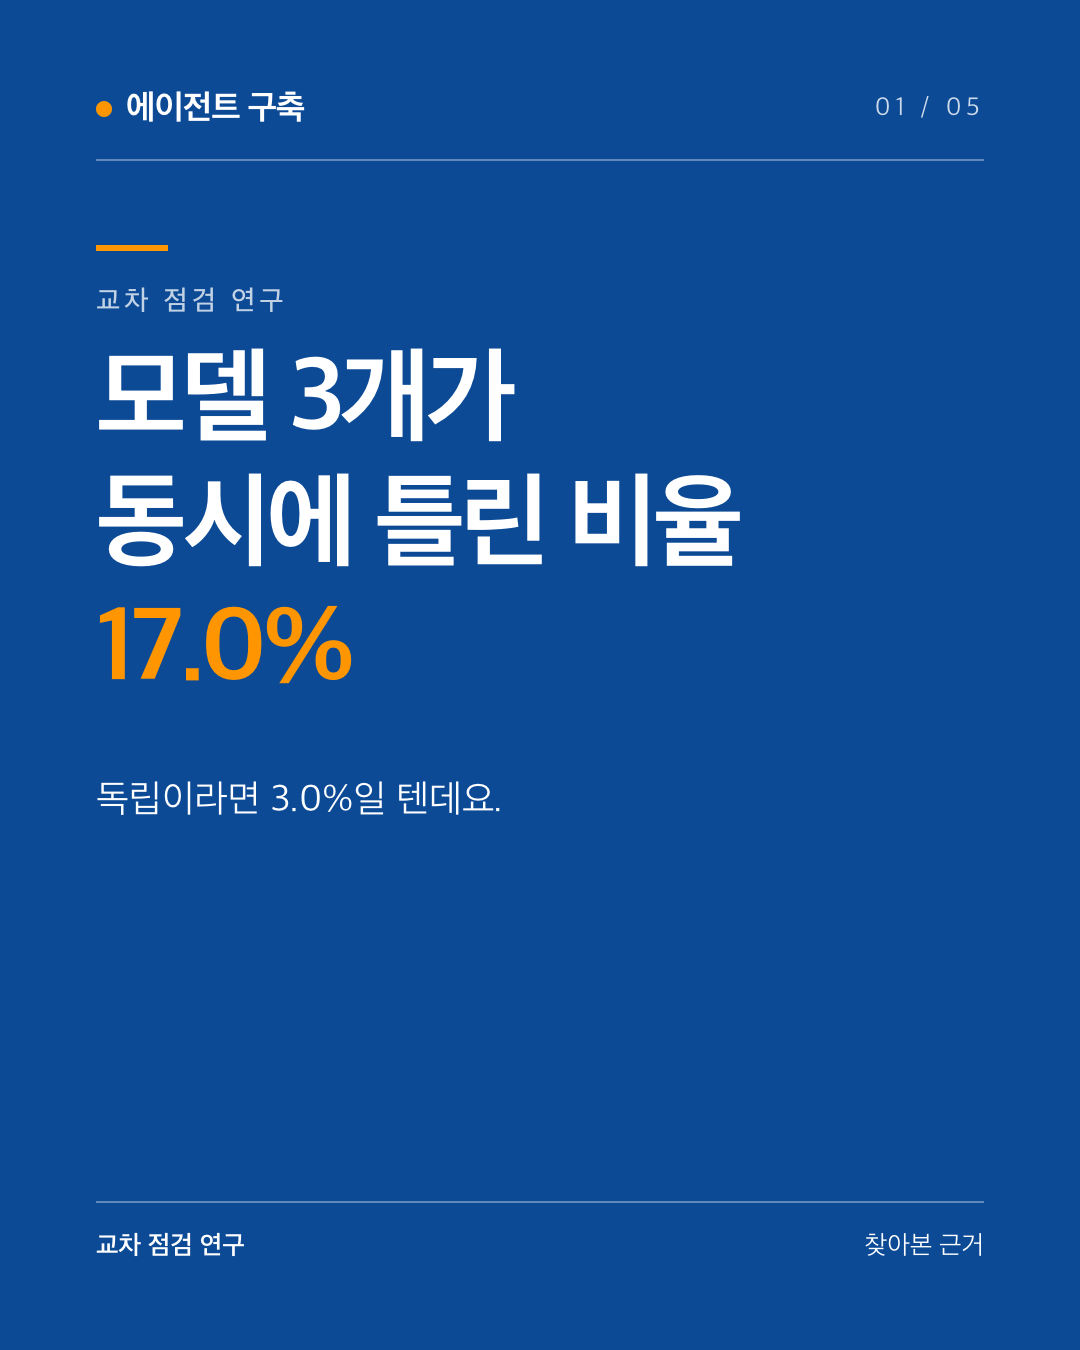 에이전트 구축
01 / 05
교차 점검 연구
모델 3개가
동시에 틀린 비율
17.0%
독립이라면 3.0%일 텐데요.
교차 점검 연구
찾아본 근거